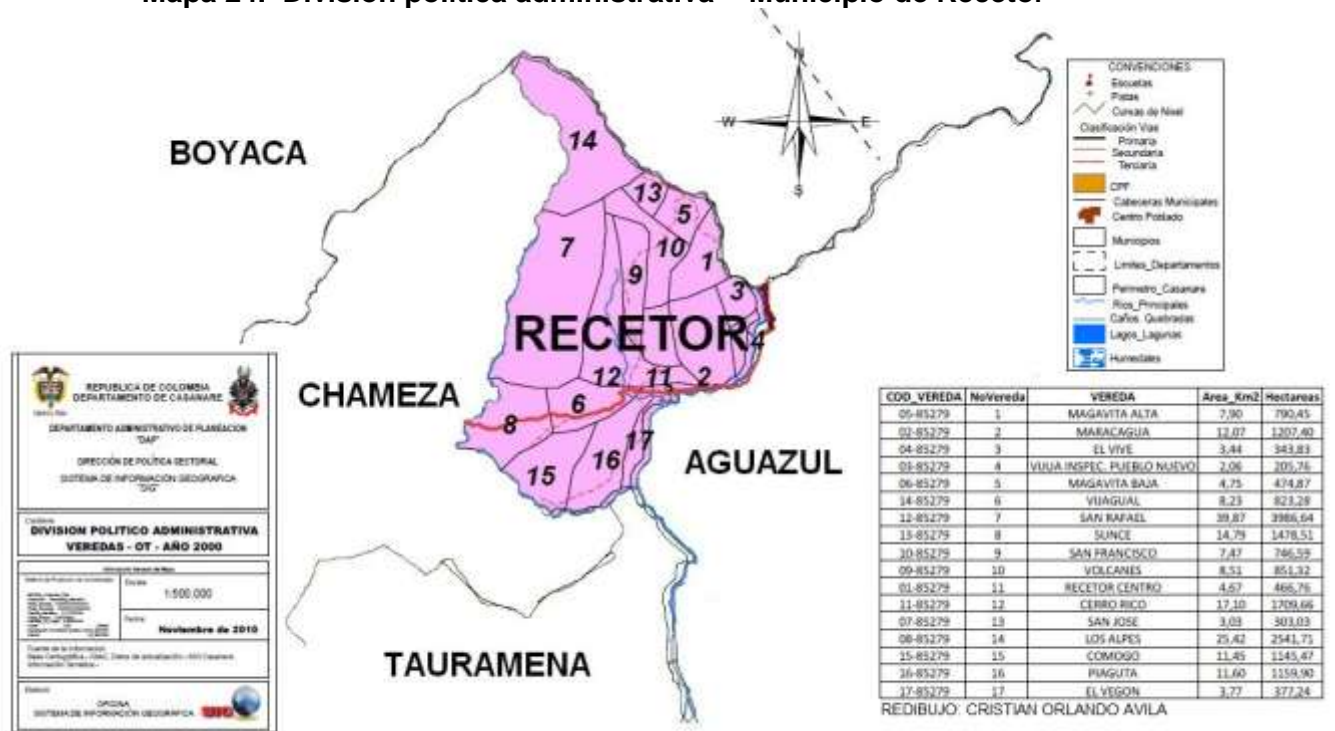 Mapa 14. División política administrativa – Municipio de Recetor
BOYACA
CHAMEZA
RECETOR
AGUAZUL
TAURAMENA
N
W
E
S
14
13
5
10
7
9
1
3
4
12
11
2
6
8
17
16
15
CONVENCIONES
Escuelas
Pistas
Curvas de Nivel
Clasificación Vias
Primaria
Secundaria
Terciaria
CPF
Cabeceras Municipales
Centro Poblado
Municipios
Limites_Departamentos
Perimetro_Casanare
Rios_Principales
Caños_Quebradas
Lagos_Lagunas
Humedales
REPUBLICA DE COLOMBIA
DEPARTAMENTO DE CASANARE
DEPARTAMENTO ADMINISTRATIVO DE PLANEACION
"DAP"
DIRECCIÓN DE POLÍTICA SECTORIAL
SISTEMA DE INFORMACIÓN GEOGRAFICA
"SIG"
DIVISION POLITICO ADMINISTRATIVA
VEREDAS - OT - AÑO 2000
Escala
1:500.000
Fecha
Noviembre de 2010
OFICINA
SISTEMA DE INFORMACIÓN GEOGRAFICA
COD_VEREDA NoVereda VEREDA Area_Km2 Hectareas
05-85279 1 MAGAVITA ALTA 7,90 790,45
02-85279 2 MARACAGUA 12,07 1207,40
04-85279 3 EL VIVE 3,44 343,83
03-85279 4 VIJUA INSPEC. PUEBLO NUEVO 2,06 205,76
06-85279 5 MAGAVITA BAJA 4,75 474,87
14-85279 6 VIJAGUAL 8,23 823,28
12-85279 7 SAN RAFAEL 39,87 3986,64
13-85279 8 SUNCE 14,79 1478,51
10-85279 9 SAN FRANCISCO 7,47 746,59
09-85279 10 VOLCANES 8,51 851,32
01-85279 11 RECETOR CENTRO 4,67 466,76
11-85279 12 CERRO RICO 17,10 1709,66
07-85279 13 SAN JOSE 3,03 303,03
08-85279 14 LOS ALPES 25,42 2541,71
15-85279 15 COMOGO 11,45 1145,47
16-85279 16 PIAGUTA 11,60 1159,90
17-85279 17 EL VEGON 3,77 377,24
REDIBUJO: CRISTIAN ORLANDO AVILA